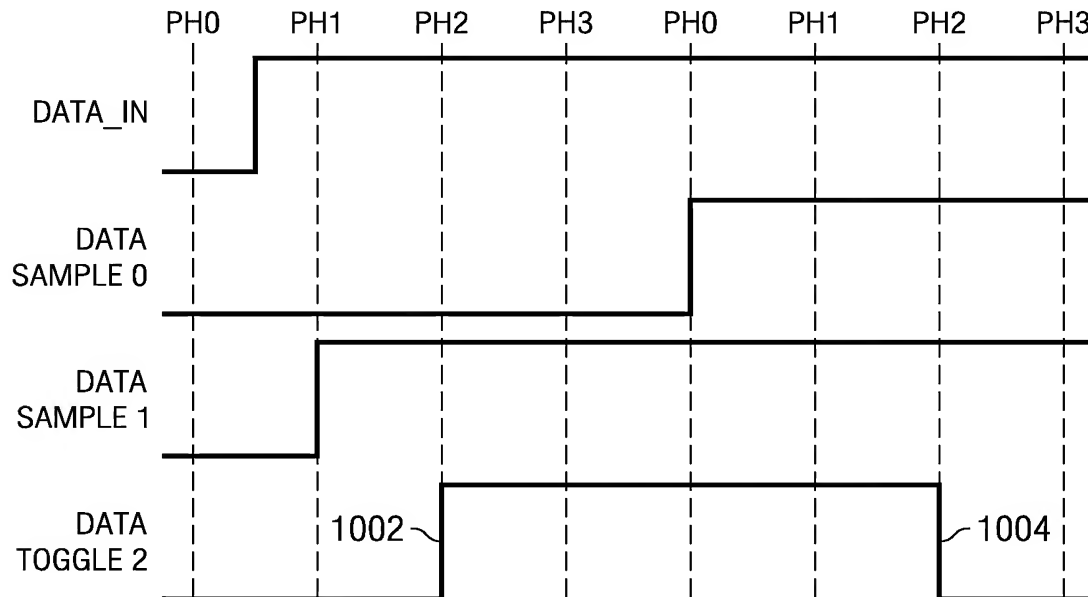 PH0 PH1 PH2 PH3 PH0 PH1 PH2 PH3
DATA_IN
DATA
SAMPLE 0
DATA
SAMPLE 1
DATA
TOGGLE 2
1002
1004